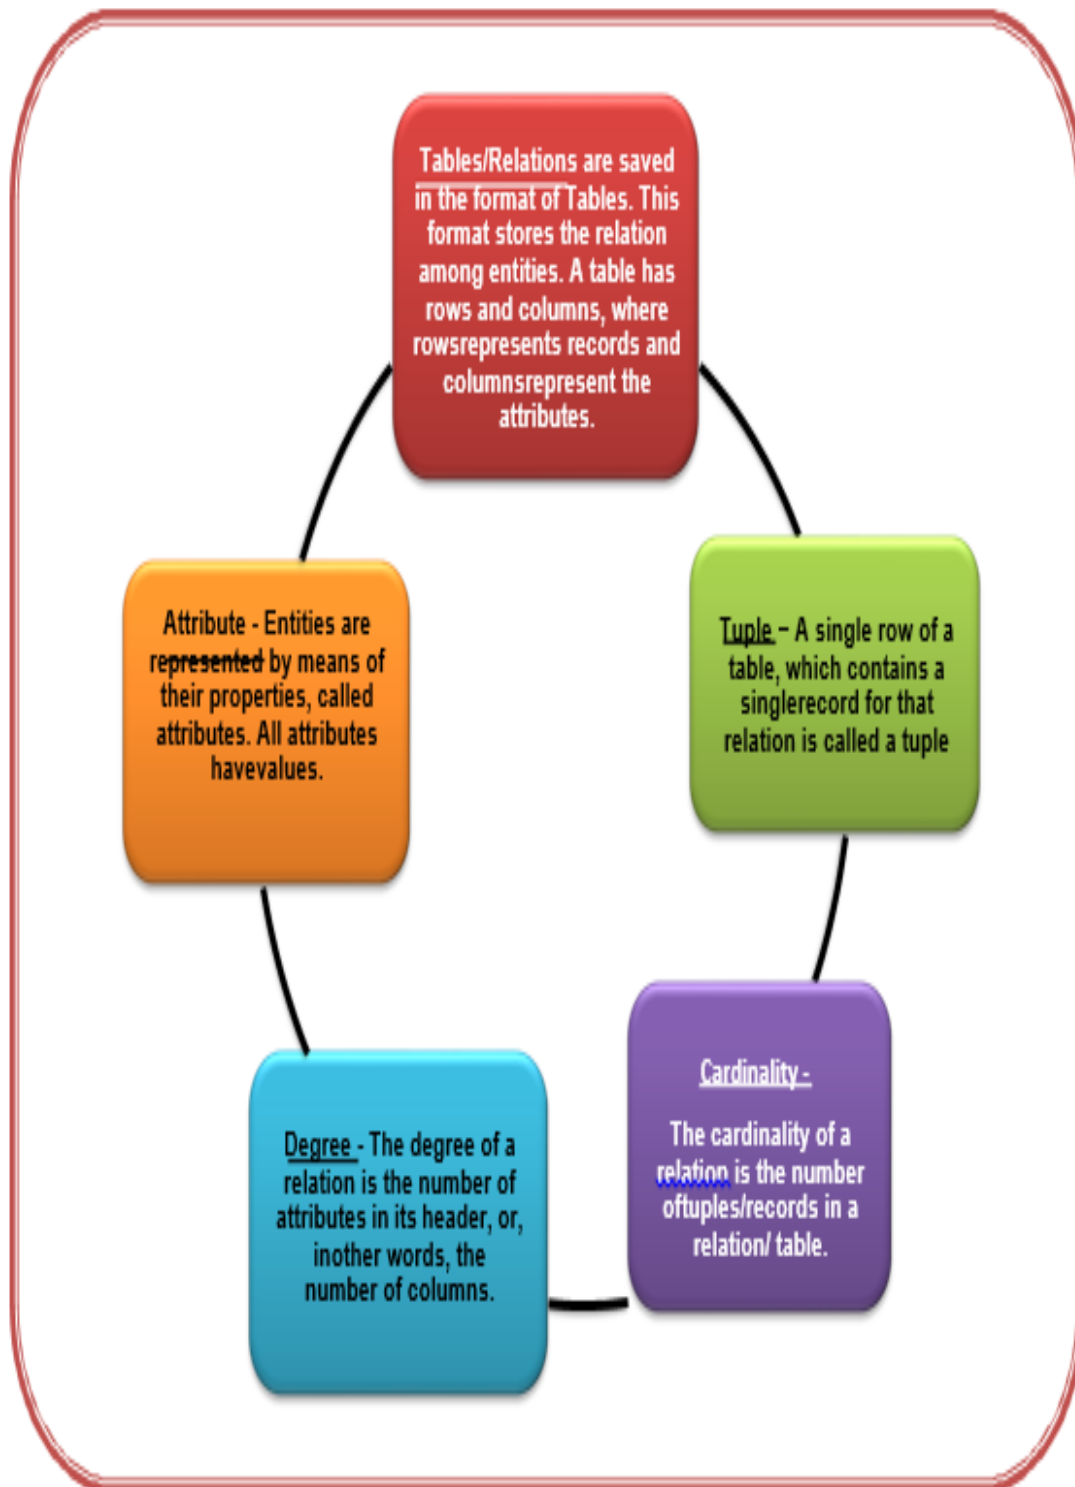 Tables/Relations are saved
in the format of Tables. This
format stores the relation
among entities. A table has
rows and columns, where
rowsrepresents records and
columnsrepresent the
attributes.
Tuple – A single row of a
table, which contains a
singlerecord for that
relation is called a tuple
Cardinality -
The cardinality of a
relation is the number
oftuples/records in a
relation/ table.
Degree - The degree of a
relation is the number of
attributes in its header, or,
inother words, the
number of columns.
Attribute - Entities are
represented by means of
their properties, called
attributes. All attributes
havevalues.